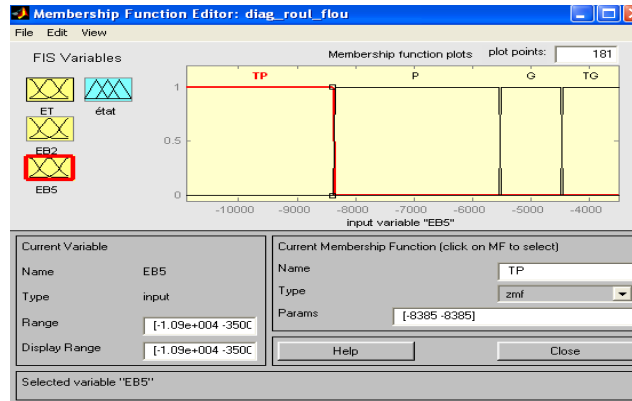 Membership Function Editor: diag_roul_flou
File Edit View
FIS Variables
Membership function plots plot points: 181
TP P G TG
1
0.5
0
ET état
EB2
EB5
-10000 -9000 -8000 -7000 -6000 -5000 -4000
input variable "EB5"
Current Variable
Name EB5
Type input
Range [-1.09e+004 -3500
Display Range [-1.09e+004 -3500
Current Membership Function (click on MF to select)
Name TP
Type zmf
Params [-8385 -8385]
Help Close
Selected variable "EB5"